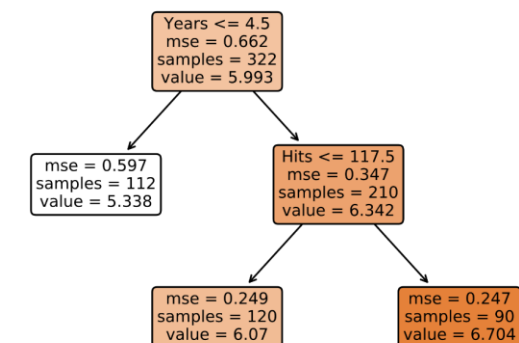 Years <= 4.5
mse = 0.662
samples = 322
value = 5.993
mse = 0.597
samples = 112
value = 5.338
Hits <= 117.5
mse = 0.347
samples = 210
value = 6.342
mse = 0.249
samples = 120
value = 6.07
mse = 0.247
samples = 90
value = 6.704